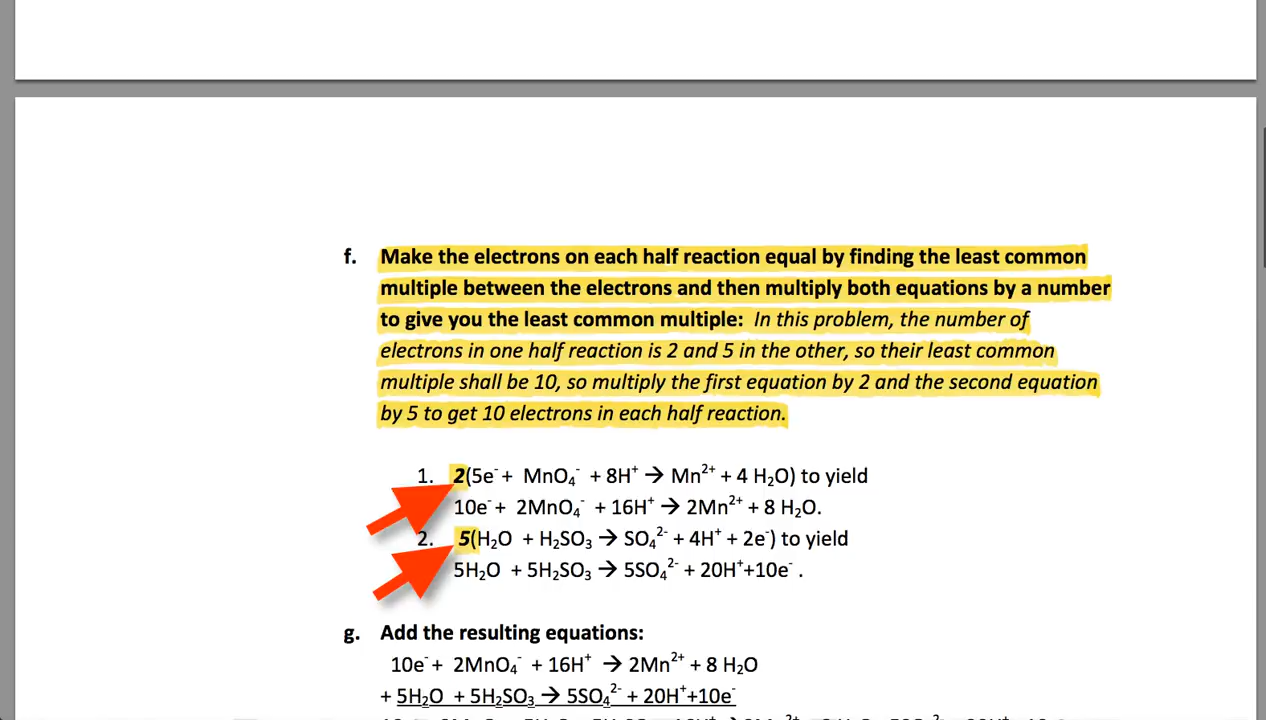 f. Make the electrons on each half reaction equal by finding the least common
multiple between the electrons and then multiply both equations by a number
to give you the least common multiple: In this problem, the number of
electrons in one half reaction is 2 and 5 in the other, so their least common
multiple shall be 10, so multiply the first equation by 2 and the second equation
by 5 to get 10 electrons in each half reaction.
1. 2(5e⁻ + MnO₄⁻ + 8H⁺ → Mn²⁺ + 4 H₂O) to yield
10e⁻ + 2MnO₄⁻ + 16H⁺ → 2Mn²⁺ + 8 H₂O.
2. 5(H₂O + H₂SO₃ → SO₄²⁻ + 4H⁺ + 2e⁻) to yield
5H₂O + 5H₂SO₃ → 5SO₄²⁻ + 20H⁺+10e⁻ .
g. Add the resulting equations:
10e⁻ + 2MnO₄⁻ + 16H⁺ → 2Mn²⁺ + 8 H₂O
+ 5H₂O + 5H₂SO₃ → 5SO₄²⁻ + 20H⁺+10e⁻